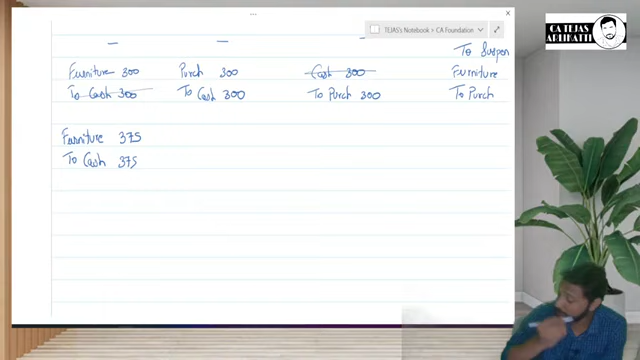 TEJAS's Notebook > CA Foundation
CA TEJAS
ARLIKATTI
To Suspen
Furniture 300 Purch 300 Cash 300 Furniture
To Cash 300 To Cash 300 To Purch 300 To Purch
Furniture 375
To Cash 375